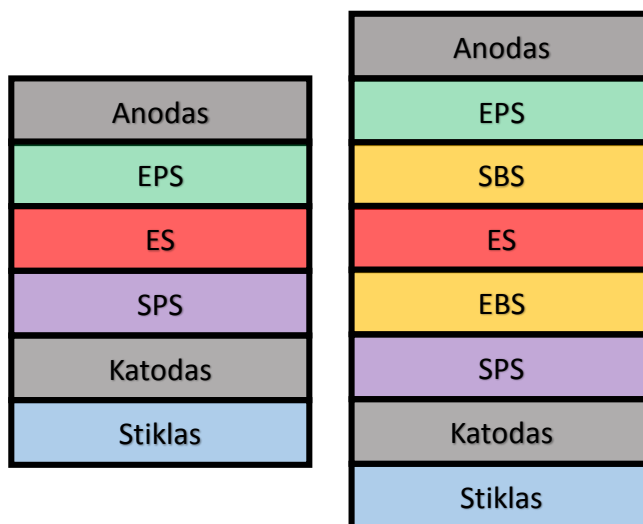 Anodas
EPS
ES
SPS
Katodas
Stiklas
Anodas
EPS
SBS
ES
EBS
SPS
Katodas
Stiklas